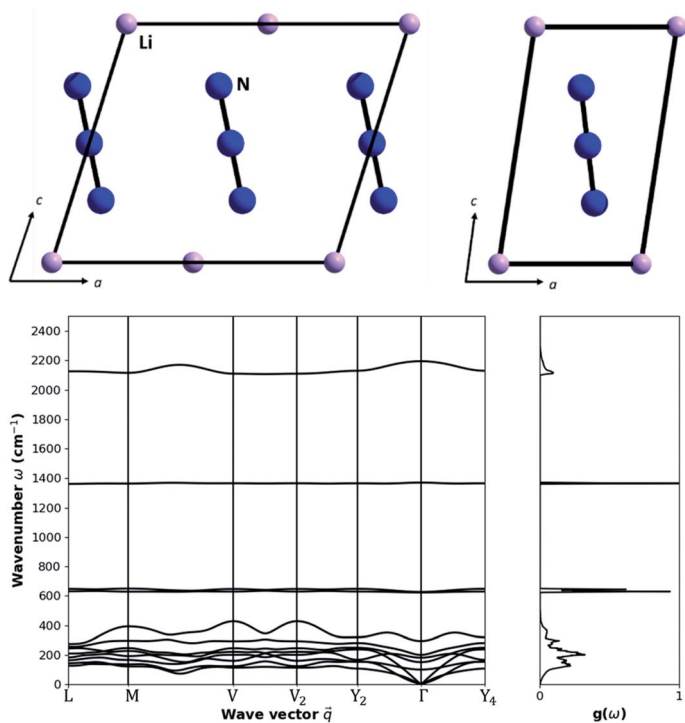 Li
N
c
a
c
a
2400
2200
2000
1800
1600
1400
1200
1000
800
600
400
200
0
Wavenumber ω (cm⁻¹)
L M V V₂ Y₂ Γ Y₄
Wave vector q⃗
0 1
g(ω)